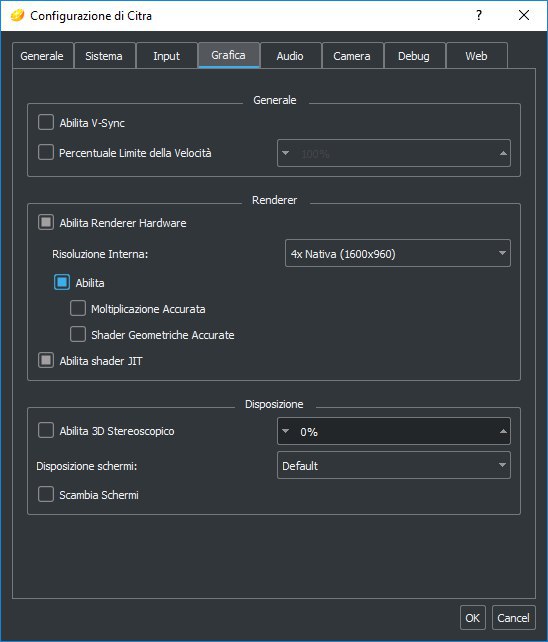 Configurazione di Citra
?
Generale Sistema Input Grafica Audio Camera Debug Web
Generale
Abilita V-Sync
Percentuale Limite della Velocità 100%
Renderer
Abilita Renderer Hardware
Risoluzione Interna: 4x Nativa (1600x960)
Abilita
Moltiplicazione Accurata
Shader Geometriche Accurate
Abilita shader JIT
Disposizione
Abilita 3D Stereoscopico 0%
Disposizione schermi: Default
Scambia Schermi
OK Cancel